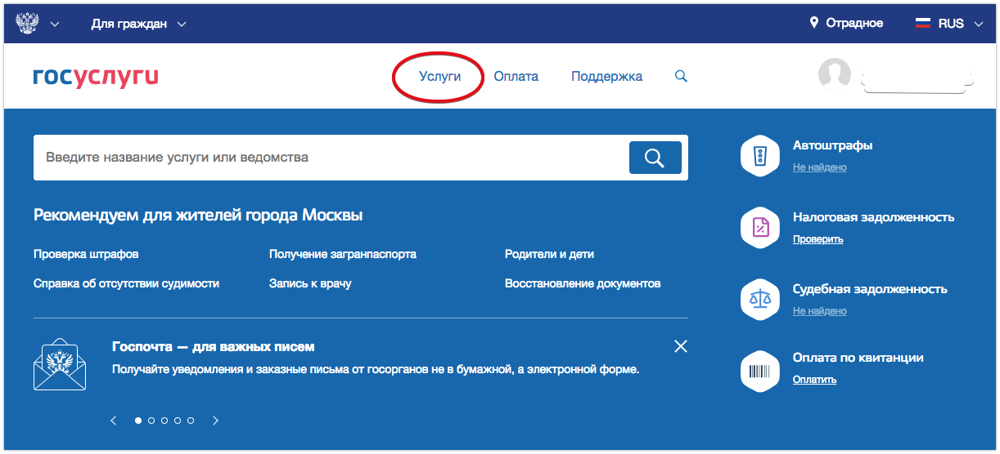 Для граждан
Отрадное
RUS
госуслуги
Услуги
Оплата
Поддержка
Введите название услуги или ведомства
Рекомендуем для жителей города Москвы
Проверка штрафов
Получение загранпаспорта
Родители и дети
Справка об отсутствии судимости
Запись к врачу
Восстановление документов
Госпочта — для важных писем
Получайте уведомления и заказные письма от госорганов не в бумажной, а электронной форме.
Автоштрафы
Не найдено
Налоговая задолженность
Проверить
Судебная задолженность
Не найдено
Оплата по квитанции
Оплатить